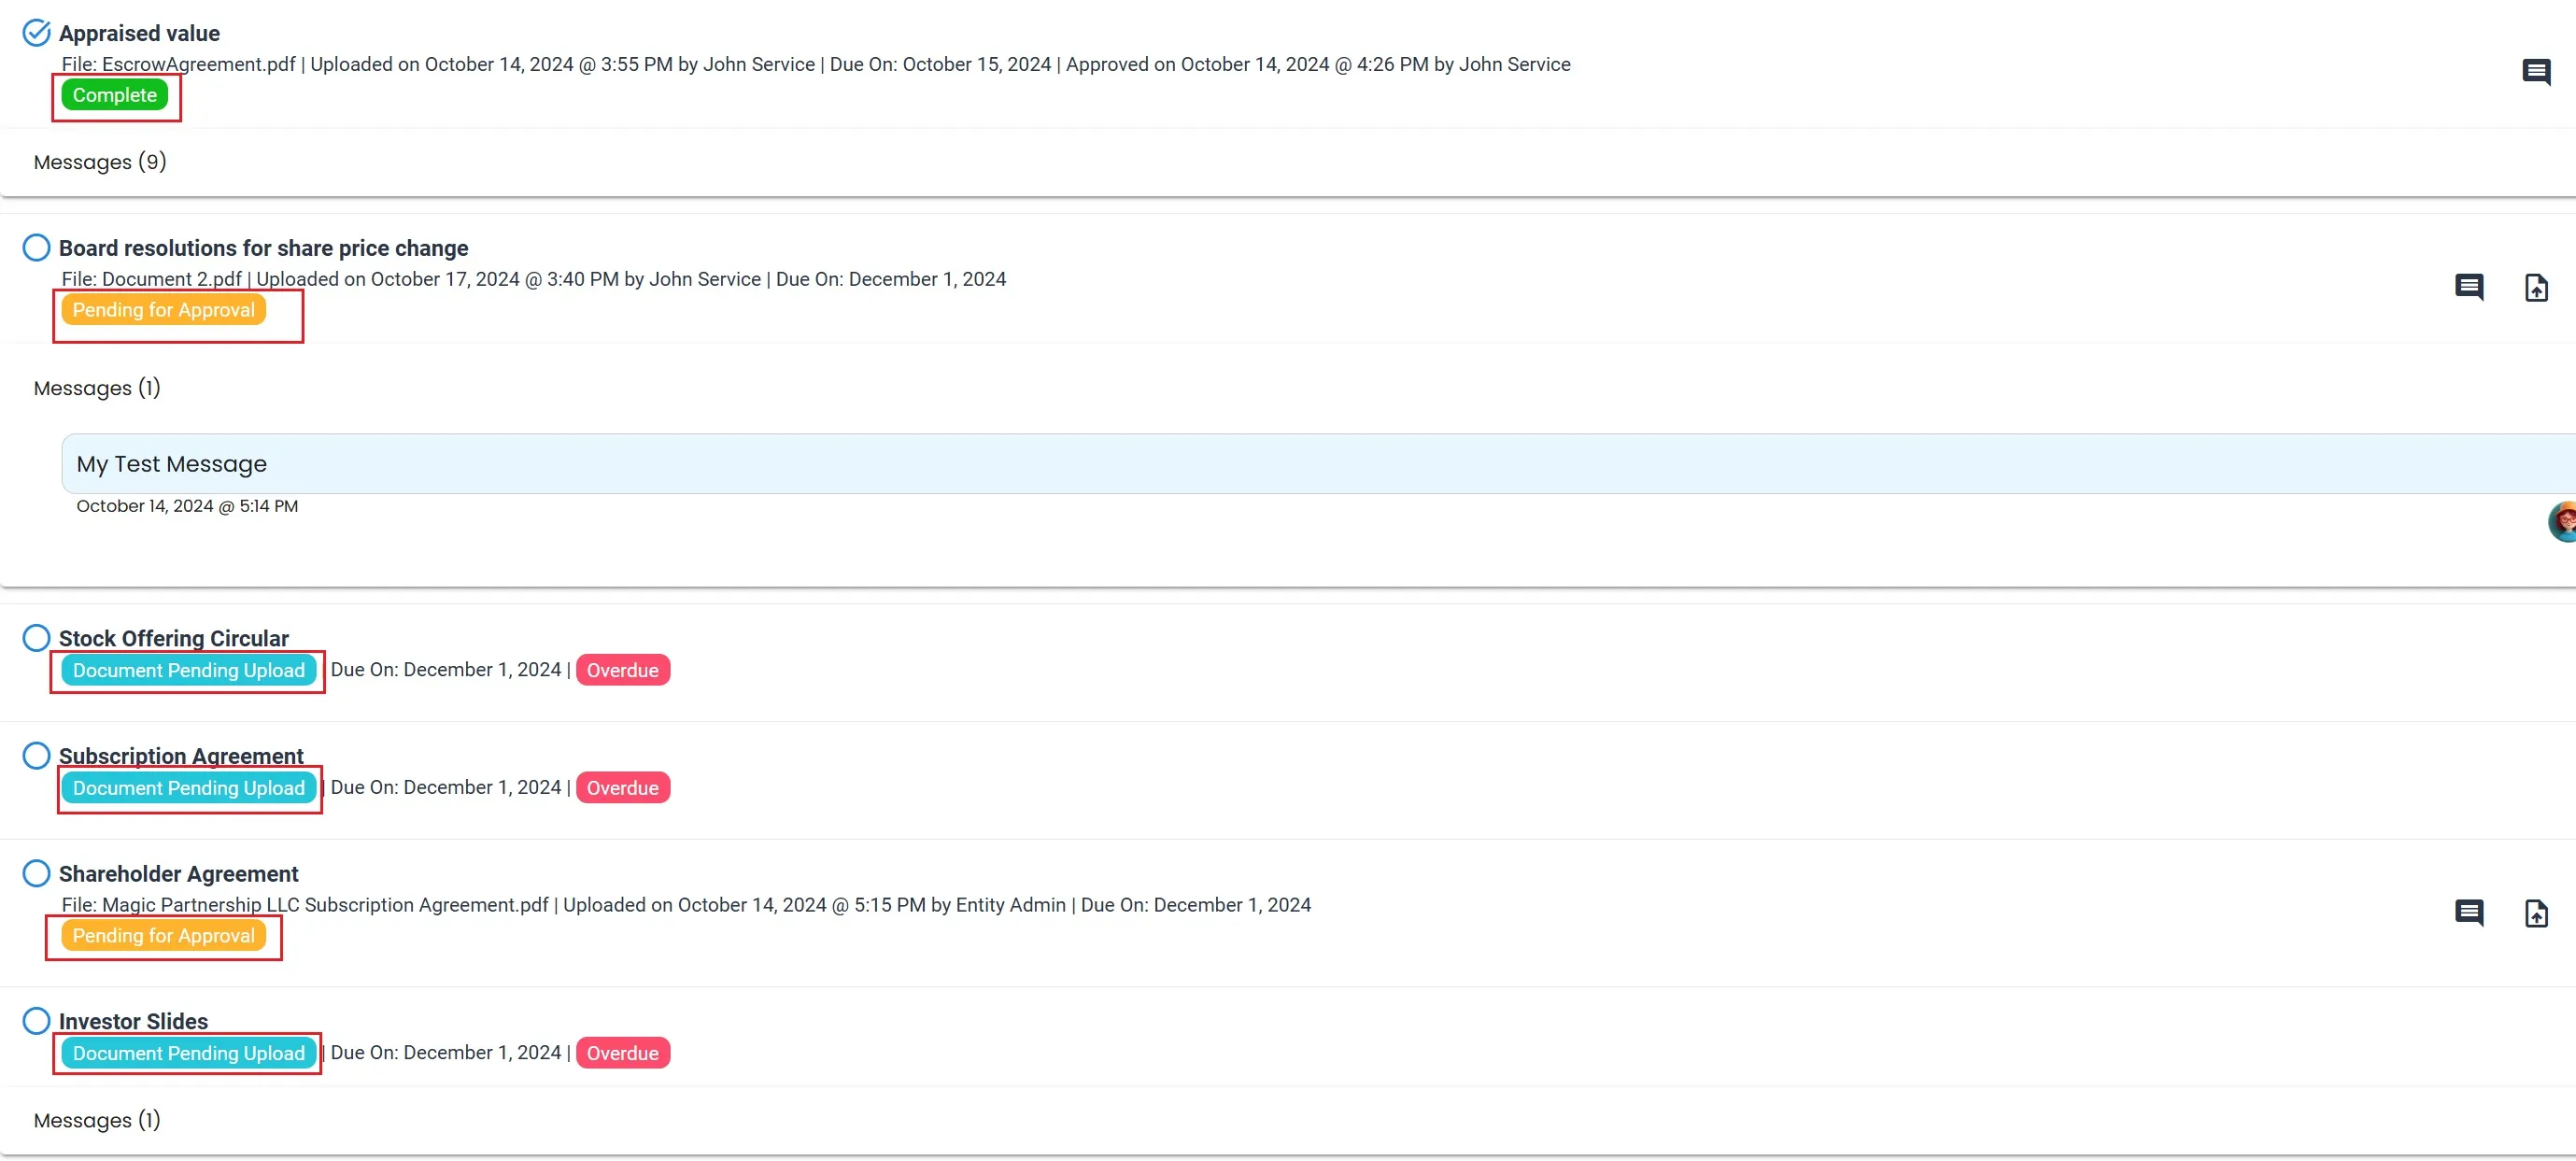 Appraised value
File: EscrowAgreement.pdf | Uploaded on October 14, 2024 @ 3:55 PM by John Service | Due On: October 15, 2024 | Approved on October 14, 2024 @ 4:26 PM by John Service
Complete
Messages (9)
Board resolutions for share price change
File: Document 2.pdf | Uploaded on October 17, 2024 @ 3:40 PM by John Service | Due On: December 1, 2024
Pending for Approval
Messages (1)
My Test Message
October 14, 2024 @ 5:14 PM
Stock Offering Circular
Document Pending Upload Due On: December 1, 2024 | Overdue
Subscription Agreement
Document Pending Upload | Due On: December 1, 2024 | Overdue
Shareholder Agreement
File: Magic Partnership LLC Subscription Agreement.pdf | Uploaded on October 14, 2024 @ 5:15 PM by Entity Admin | Due On: December 1, 2024
Pending for Approval
Investor Slides
Document Pending Upload | Due On: December 1, 2024 | Overdue
Messages (1)